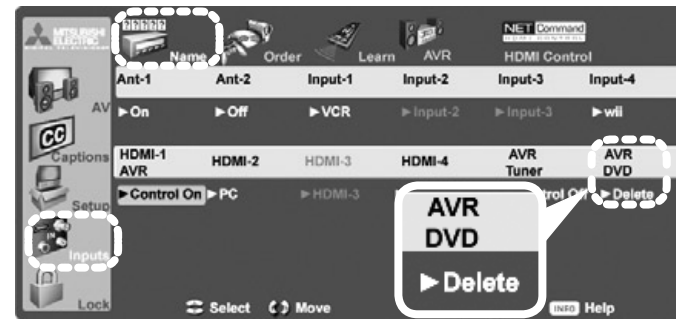 MITSUBISHI
ELECTRIC
?????
Name
Order
Learn
AVR
NET Command
HDMI Control
Ant-1 Ant-2 Input-1 Input-2 Input-3 Input-4
AV
►On ►Off ►VCR ►Input-2 ►Input-3 ►wii
CC
Captions
HDMI-1
AVR
HDMI-2 HDMI-3 HDMI-4
AVR
Tuner
AVR
DVD
Setup
►Control On ►PC ►HDMI-3 Off ►Delete
AVR
DVD
►Delete
IN
Inputs
Lock
Select Move INFO Help